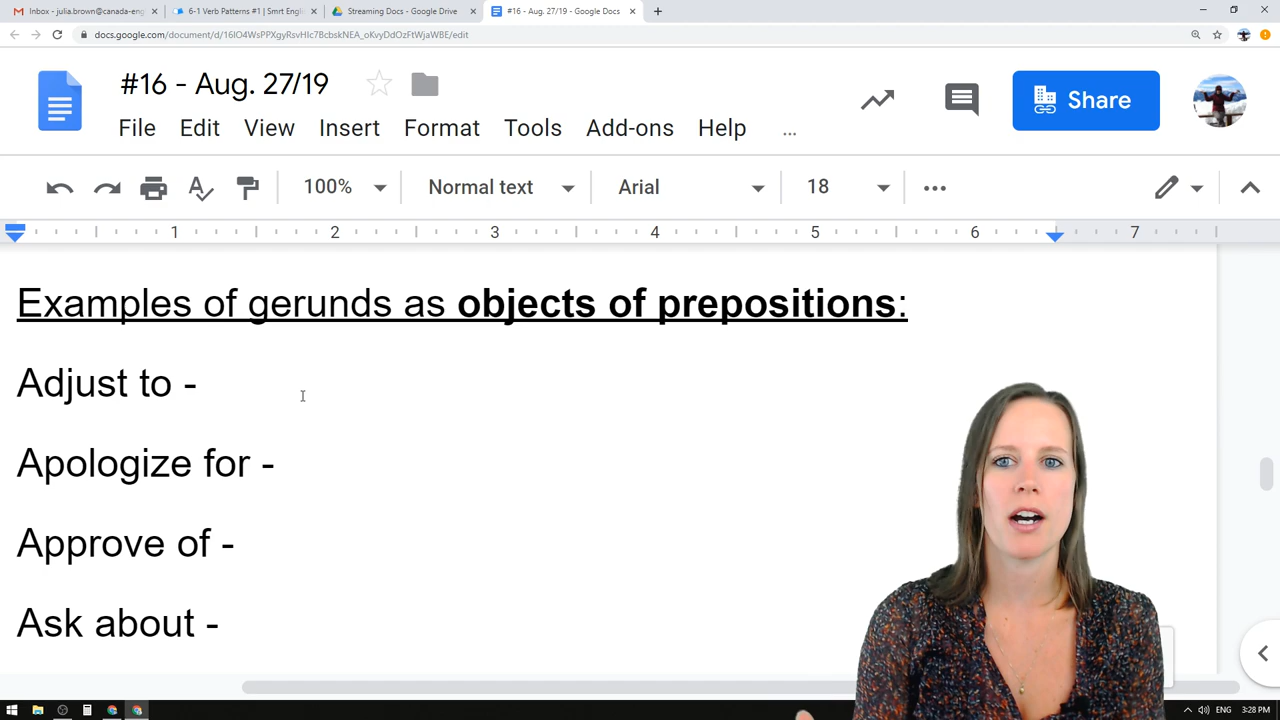 Inbox - julia.brown@canada-eng
6-1 Verb Patterns #1 | Smrt Engli
Streaming Docs - Google Drive
#16 - Aug. 27/19 - Google Docs
docs.google.com/document/d/16IO4WsPPXgyRsvHIc7BcbskNEA_oKvyDdOzFtWjaWBE/edit
#16 - Aug. 27/19
Share
File Edit View Insert Format Tools Add-ons Help ...
100% Normal text Arial 18
1 2 3 4 5 6 7
Examples of gerunds as objects of prepositions:
Adjust to -
Apologize for -
Approve of -
Ask about -
ENG 3:28 PM